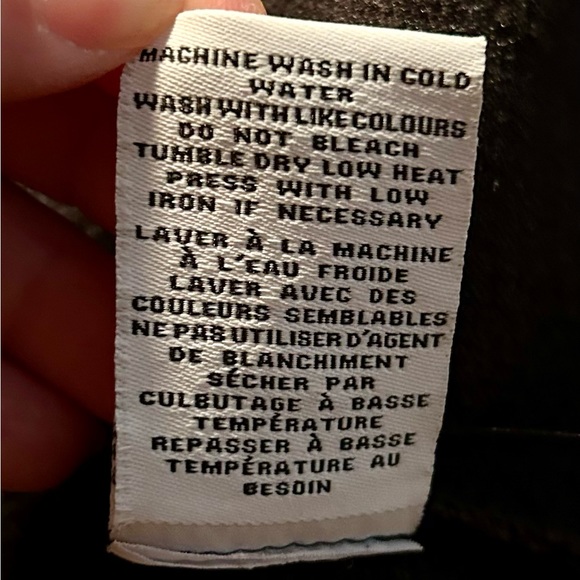 MACHINE WASH IN COLD
WATER
WASH WITH LIKE COLOURS
DO NOT BLEACH
TUMBLE DRY LOW HEAT
PRESS WITH LOW
IRON IF NECESSARY
LAVER À LA MACHINE
À L'EAU FROIDE
LAVER AVEC DES
COULEURS SEMBLABLES
NE PAS UTILISER D'AGENT
DE BLANCHIMENT
SÉCHER PAR
CULBUTAGE À BASSE
TEMPÉRATURE
REPASSER À BASSE
TEMPÉRATURE AU
BESOIN